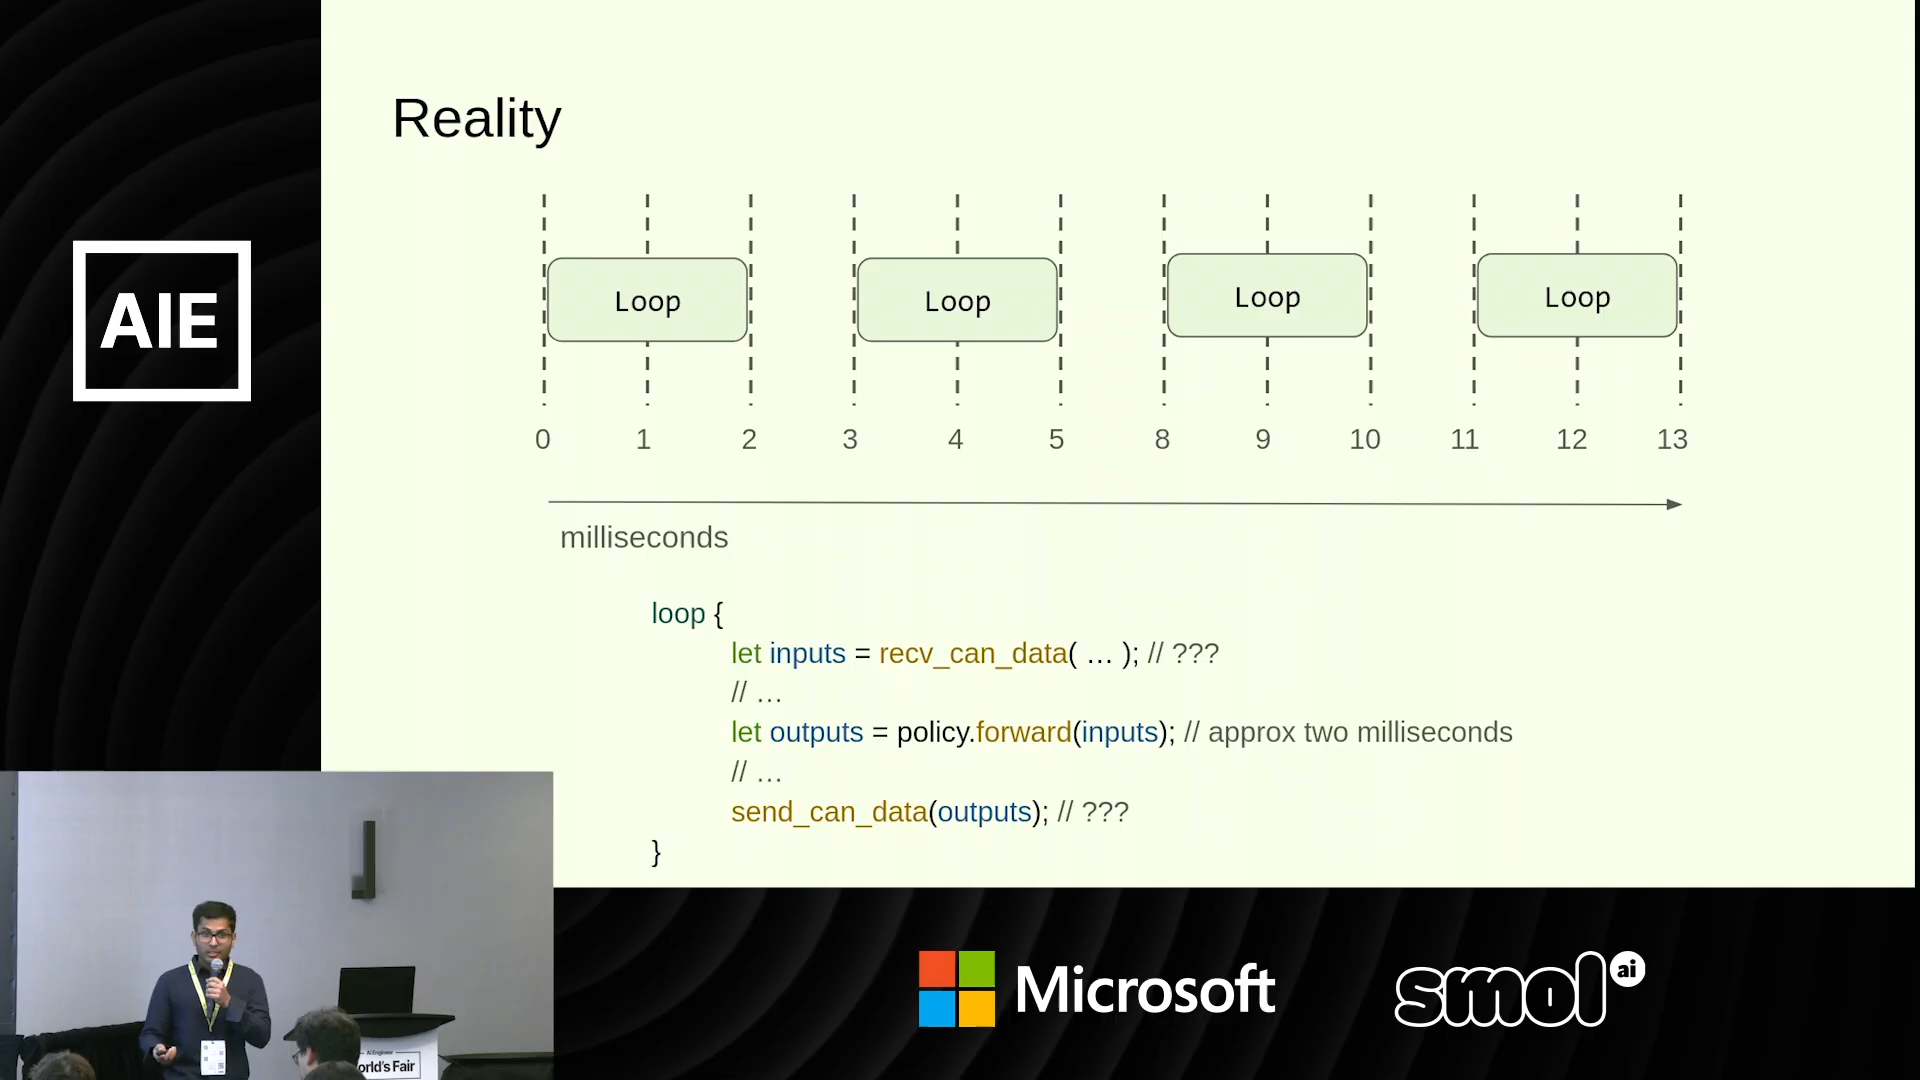 Reality
AIE
Loop Loop Loop Loop
0 1 2 3 4 5 8 9 10 11 12 13
milliseconds
loop {
let inputs = recv_can_data( … ); // ???
// …
let outputs = policy.forward(inputs); // approx two milliseconds
// …
send_can_data(outputs); // ???
}
AI Engineer
orld's Fair
Microsoft
smol ai